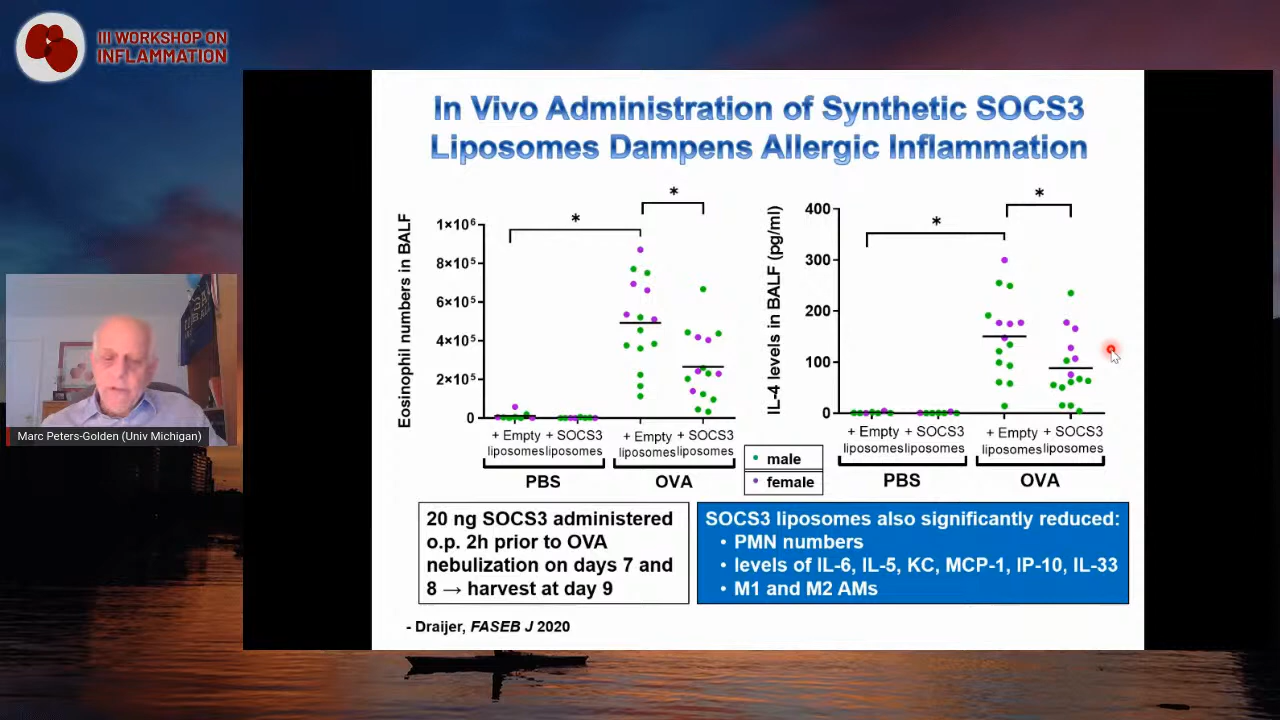 III WORKSHOP ON
INFLAMMATION
In Vivo Administration of Synthetic SOCS3
Liposomes Dampens Allergic Inflammation
Eosinophil numbers in BALF
1×10⁶
8×10⁵
6×10⁵
4×10⁵
2×10⁵
0
*
*
+ Empty + SOCS3
liposomes liposomes
+ Empty + SOCS3
liposomes liposomes
PBS
OVA
IL-4 levels in BALF (pg/ml)
400
300
200
100
0
*
*
+ Empty + SOCS3
liposomes liposomes
+ Empty + SOCS3
liposomes liposomes
PBS
OVA
male
female
20 ng SOCS3 administered
o.p. 2h prior to OVA
nebulization on days 7 and
8 → harvest at day 9
SOCS3 liposomes also significantly reduced:
• PMN numbers
• levels of IL-6, IL-5, KC, MCP-1, IP-10, IL-33
• M1 and M2 AMs
- Draijer, FASEB J 2020
Marc Peters-Golden (Univ Michigan)